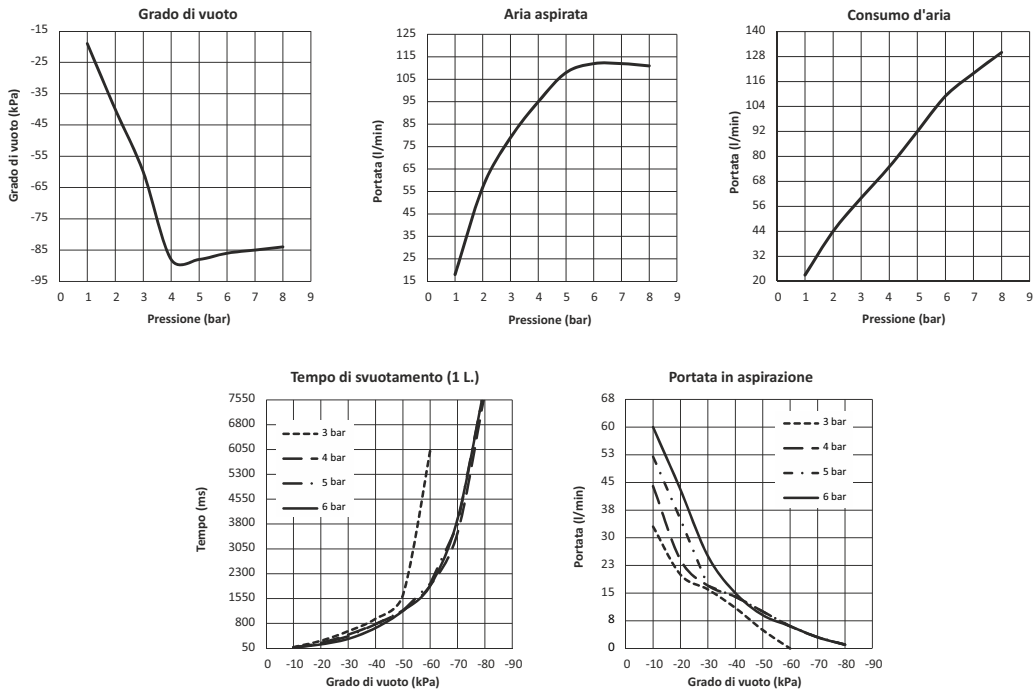 Grado di vuoto
-15
-25
-35
-45
-55
-65
-75
-85
-95
Grado di vuoto (kPa)
0 1 2 3 4 5 6 7 8 9
Pressione (bar)
Aria aspirata
125
115
105
95
85
75
65
55
45
35
25
15
Portata (l/min)
0 1 2 3 4 5 6 7 8 9
Pressione (bar)
Consumo d'aria
140
128
116
104
92
80
68
56
44
32
20
Portata (l/min)
0 1 2 3 4 5 6 7 8 9
Pressione (bar)
Tempo di svuotamento (1 L.)
7550
6800
6050
5300
4550
3800
3050
2300
1550
800
50
Tempo (ms)
3 bar
4 bar
5 bar
6 bar
0 -10 -20 -30 -40 -50 -60 -70 -80 -90
Grado di vuoto (kPa)
Portata in aspirazione
68
60
53
45
38
30
23
15
8
0
Portata (l/min)
3 bar
4 bar
5 bar
6 bar
0 -10 -20 -30 -40 -50 -60 -70 -80 -90
Grado di vuoto (kPa)